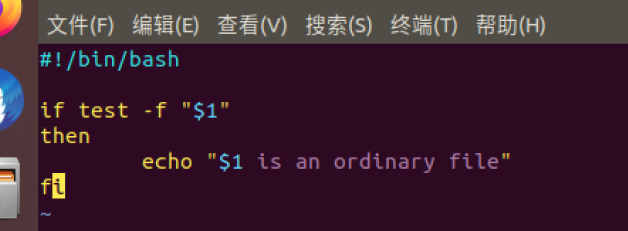 文件(F) 编辑(E) 查看(V) 搜索(S) 终端(T) 帮助(H)
#!/bin/bash
if test -f "$1"
then
        echo "$1 is an ordinary file"
fi
~